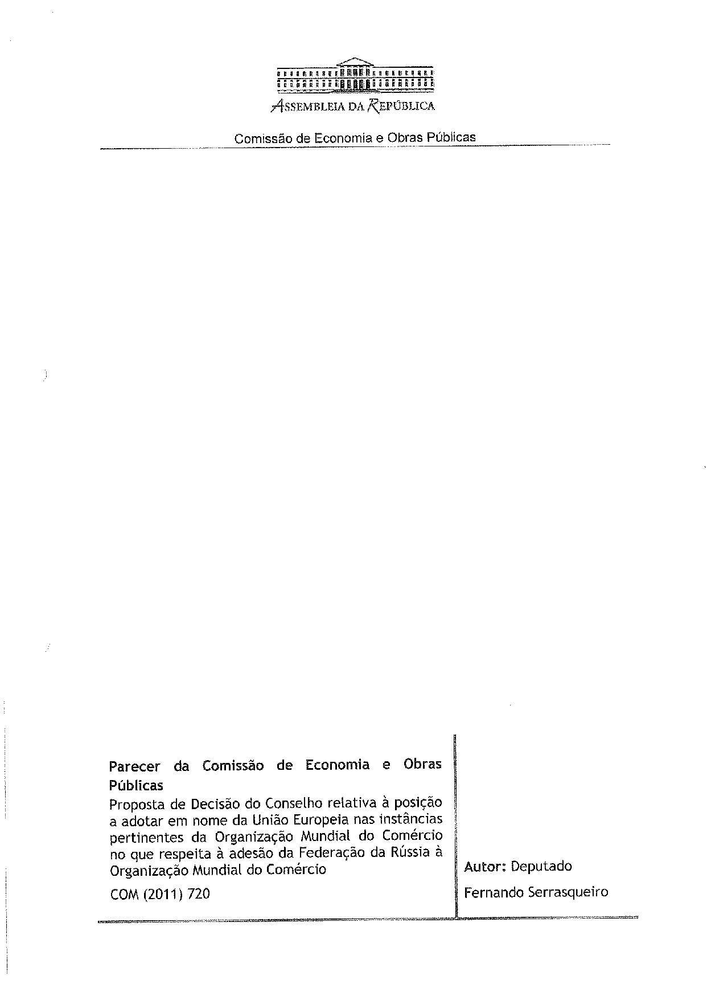 ASSEMBLEIA DA REPÚBLICA
Comissão de Economia e Obras Públicas
Parecer da Comissão de Economia e Obras
Públicas
Proposta de Decisão do Conselho relativa à posição
a adotar em nome da União Europeia nas instâncias
pertinentes da Organização Mundial do Comércio
no que respeita à adesão da Federação da Rússia à
Organização Mundial do Comércio
COM (2011) 720
Autor: Deputado
Fernando Serrasqueiro